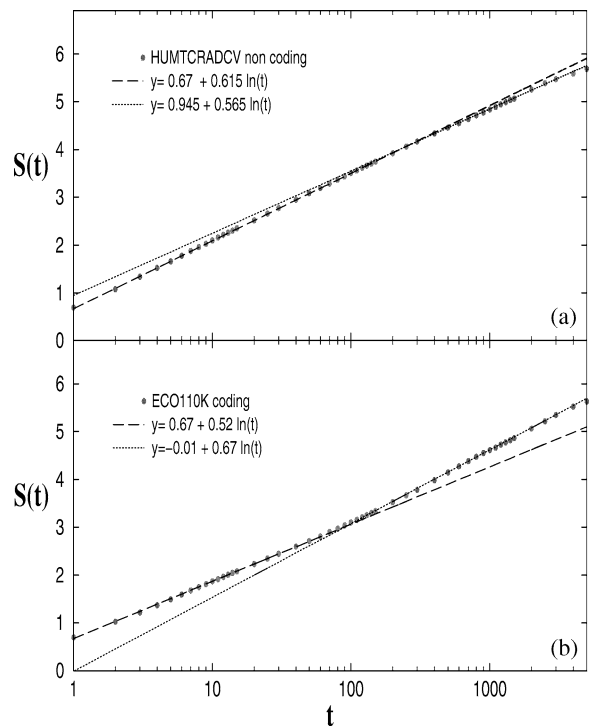 6
HUMTCRADCV non coding
y= 0.67 + 0.615 ln(t)
5
y= 0.945 + 0.565 ln(t)
4
S(t)
3
2
1
(a)
0
6
ECO110K coding
y= 0.67 + 0.52 ln(t)
5
y=−0.01 + 0.67 ln(t)
4
S(t)
3
2
1
(b)
0
1 10 100 1000
t